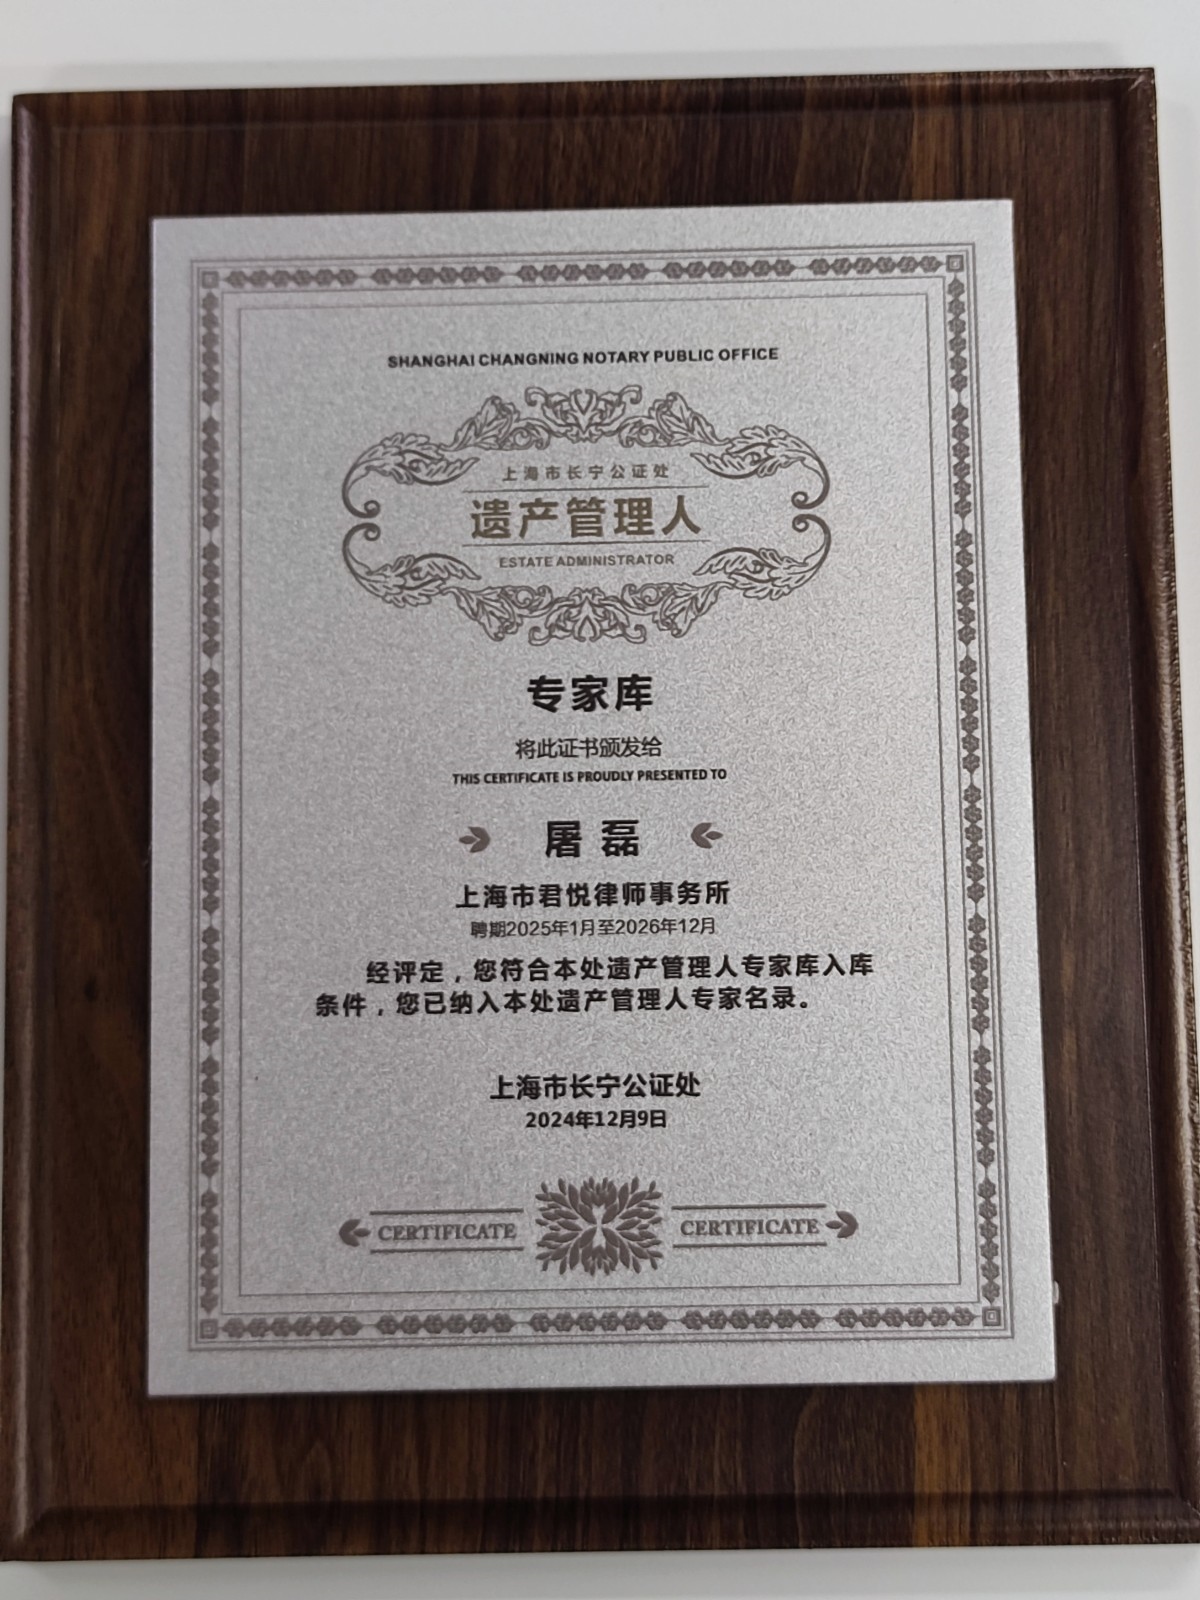 SHANGHAI CHANGNING NOTARY PUBLIC OFFICE
上海市长宁公证处
遗产管理人
ESTATE ADMINISTRATOR
专家库
将此证书颁发给
THIS CERTIFICATE IS PROUDLY PRESENTED TO
屠磊
上海市君悦律师事务所
聘期2025年1月至2026年12月
经评定，您符合本处遗产管理人专家库入库
条件，您已纳入本处遗产管理人专家名录。
上海市长宁公证处
2024年12月9日
CERTIFICATE CERTIFICATE